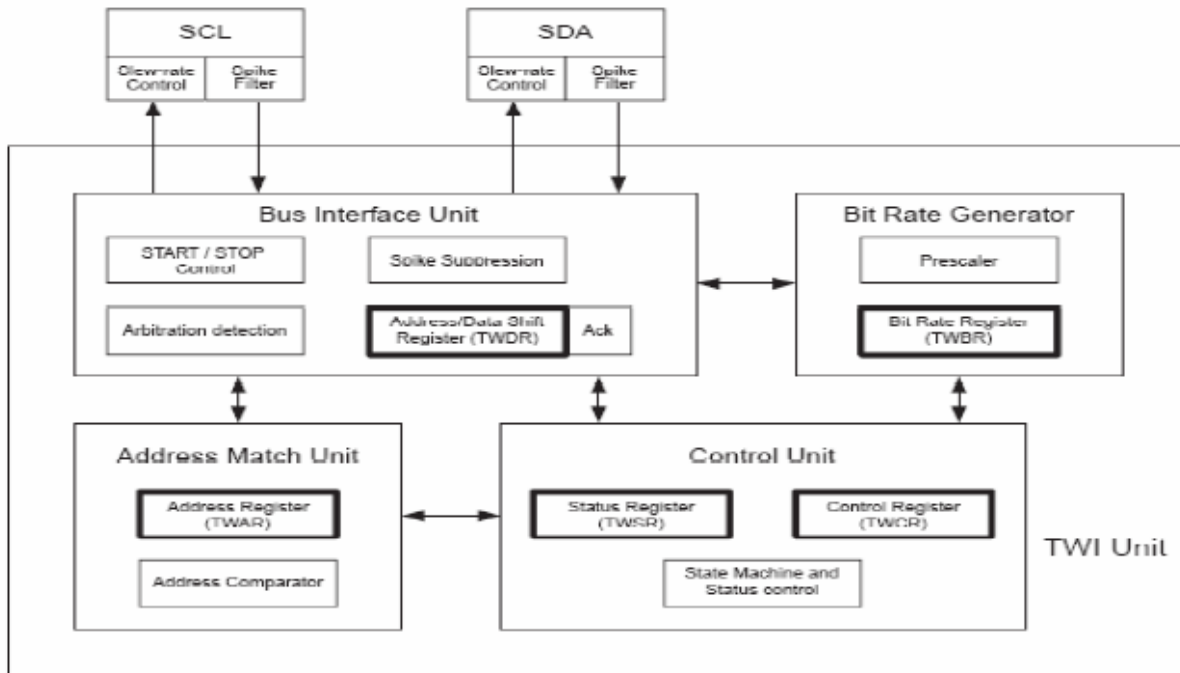 SCL
SDA
Slew-rate
Control
Spike
Filter
Slew-rate
Control
Spike
Filter
Bus Interface Unit
START / STOP
Control
Spike Suppression
Arbitration detection
Address/Data Shift
Register (TWDR)
Ack
Bit Rate Generator
Prescaler
Bit Rate Register
(TWBR)
Address Match Unit
Address Register
(TWAR)
Address Comparator
Control Unit
Status Register
(TWSR)
Control Register
(TWCR)
State Machine and
Status control
TWI Unit